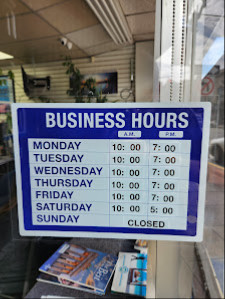 BUSINESS HOURS
A.M. P.M.
MONDAY 10: 00 7: 00
TUESDAY 10: 00 7: 00
WEDNESDAY 10: 00 7: 00
THURSDAY 10: 00 7: 00
FRIDAY 10: 00 7: 00
SATURDAY 10: 00 5: 00
SUNDAY CLOSED